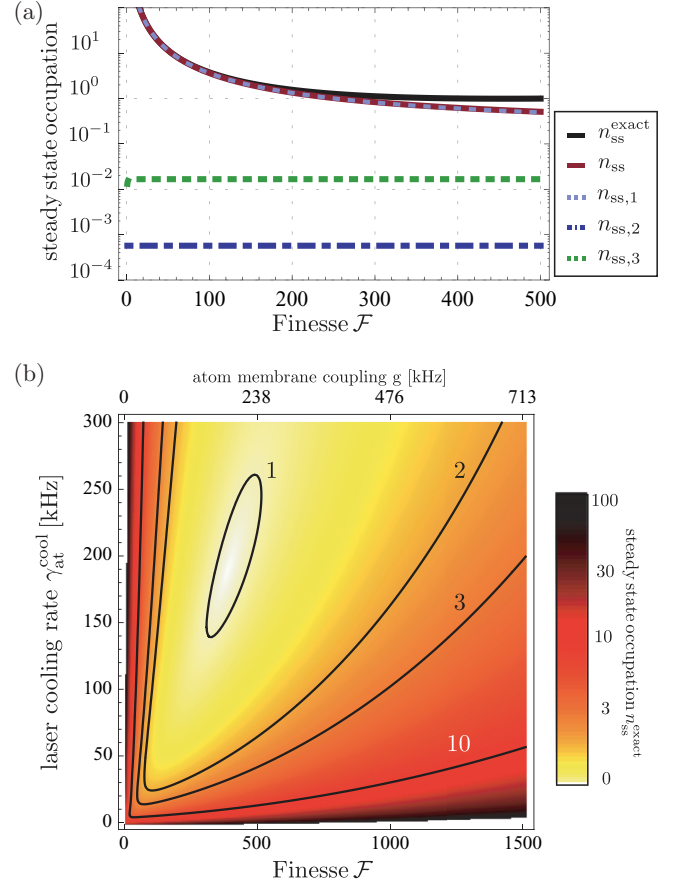 (a)
steady state occupation
10^1
10^0
10^-1
10^-2
10^-3
10^-4
0 100 200 300 400 500
Finesse F
n_ss^exact
n_ss
n_ss,1
n_ss,2
n_ss,3
(b)
atom membrane coupling g [kHz]
0 238 476 713
laser cooling rate γ_at^cool [kHz]
300
250
200
150
100
50
0
1
2
3
10
0 500 1000 1500
Finesse F
100
30
10
3
0
steady state occupation n_ss^exact